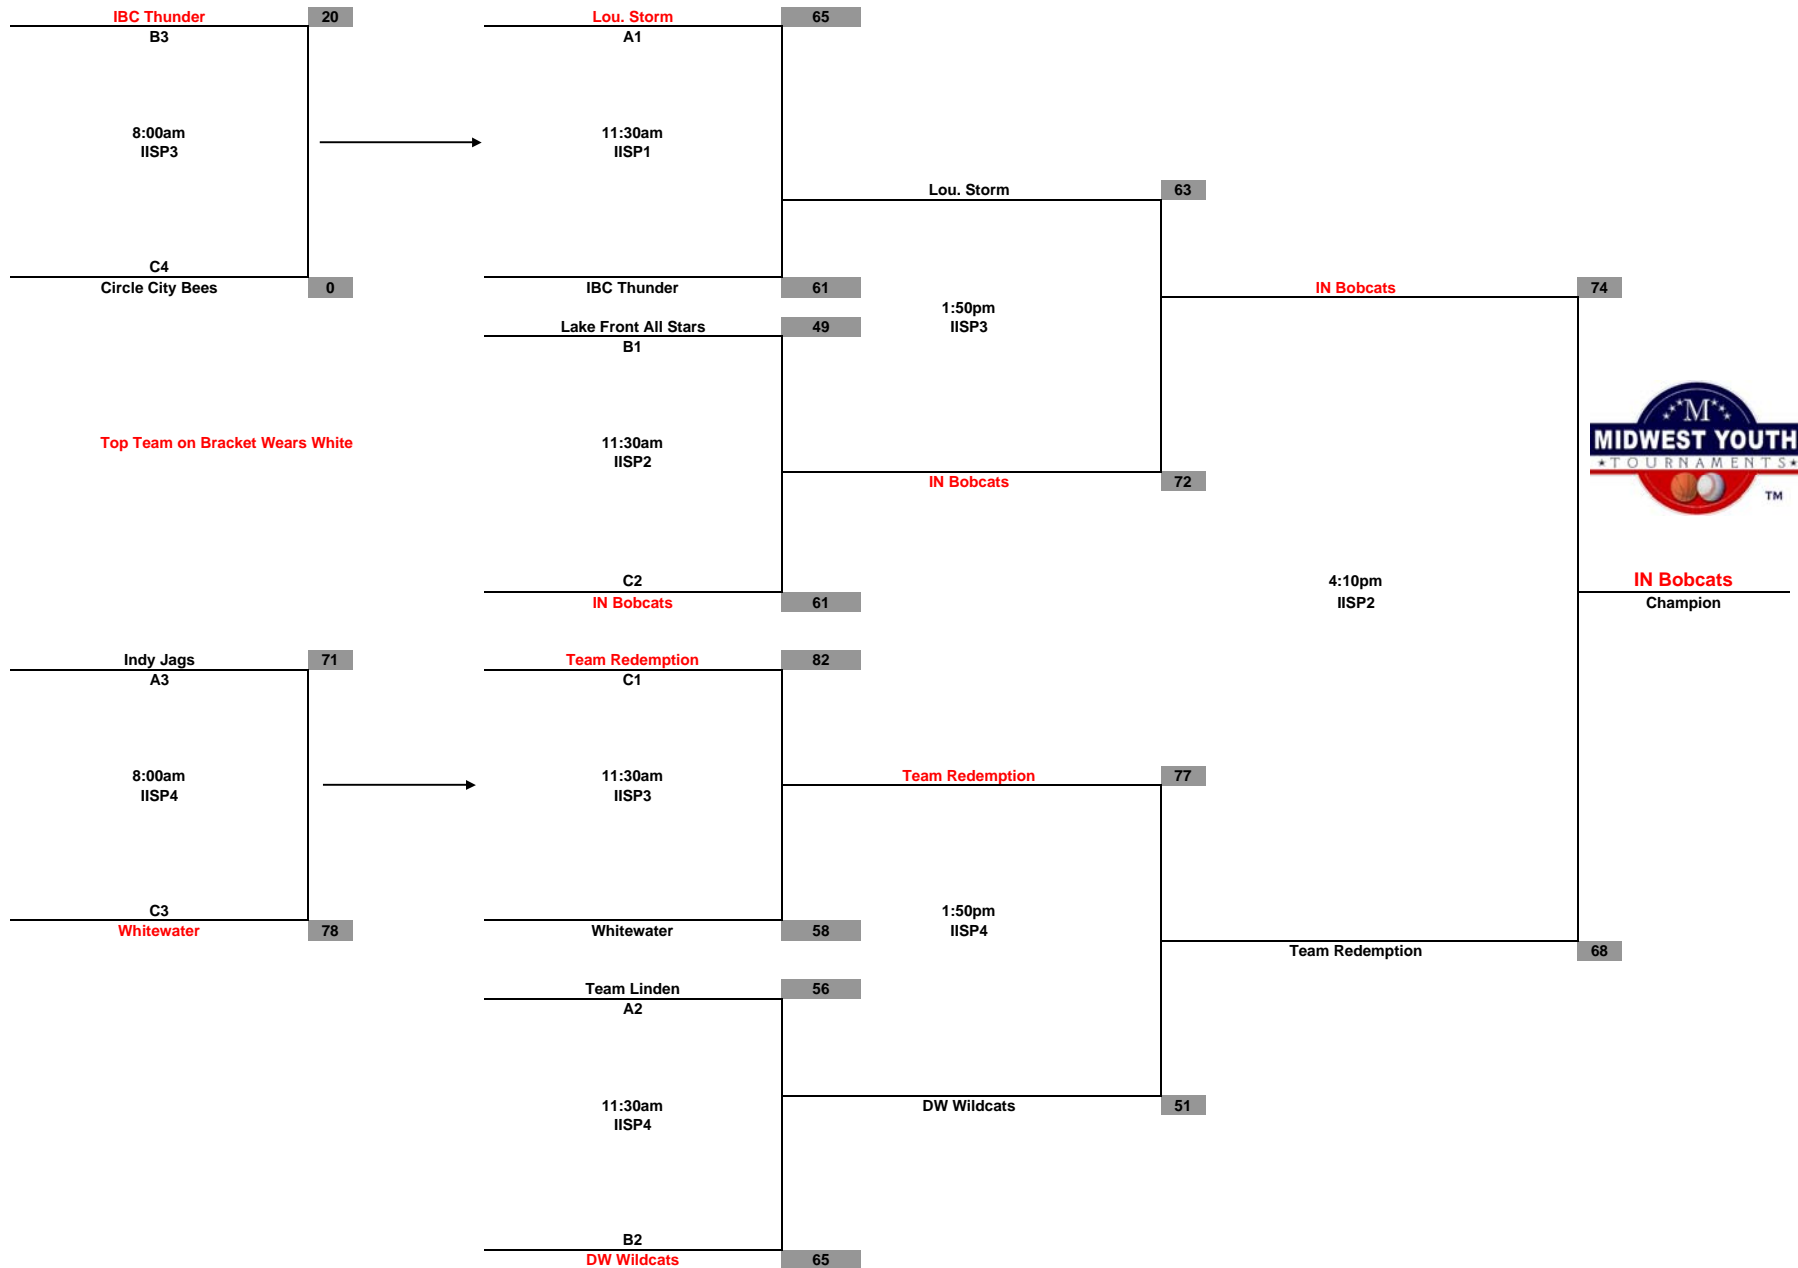 IBC Thunder 20
B3
8:00am
IISP3
C4
Circle City Bees 0
Top Team on Bracket Wears White
Indy Jags 71
A3
8:00am
IISP4
C3
Whitewater 78
Lou. Storm 65
A1
11:30am
IISP1
IBC Thunder 61
Lake Front All Stars 49
B1
11:30am
IISP2
C2
IN Bobcats 61
Team Redemption 82
C1
11:30am
IISP3
Whitewater 58
Team Linden 56
A2
11:30am
IISP4
B2
DW Wildcats 65
Lou. Storm 63
1:50pm
IISP3
IN Bobcats 72
Team Redemption 77
1:50pm
IISP4
DW Wildcats 51
IN Bobcats 74
4:10pm
IISP2
Team Redemption 68
M
MIDWEST YOUTH
TOURNAMENTS
TM
IN Bobcats
Champion